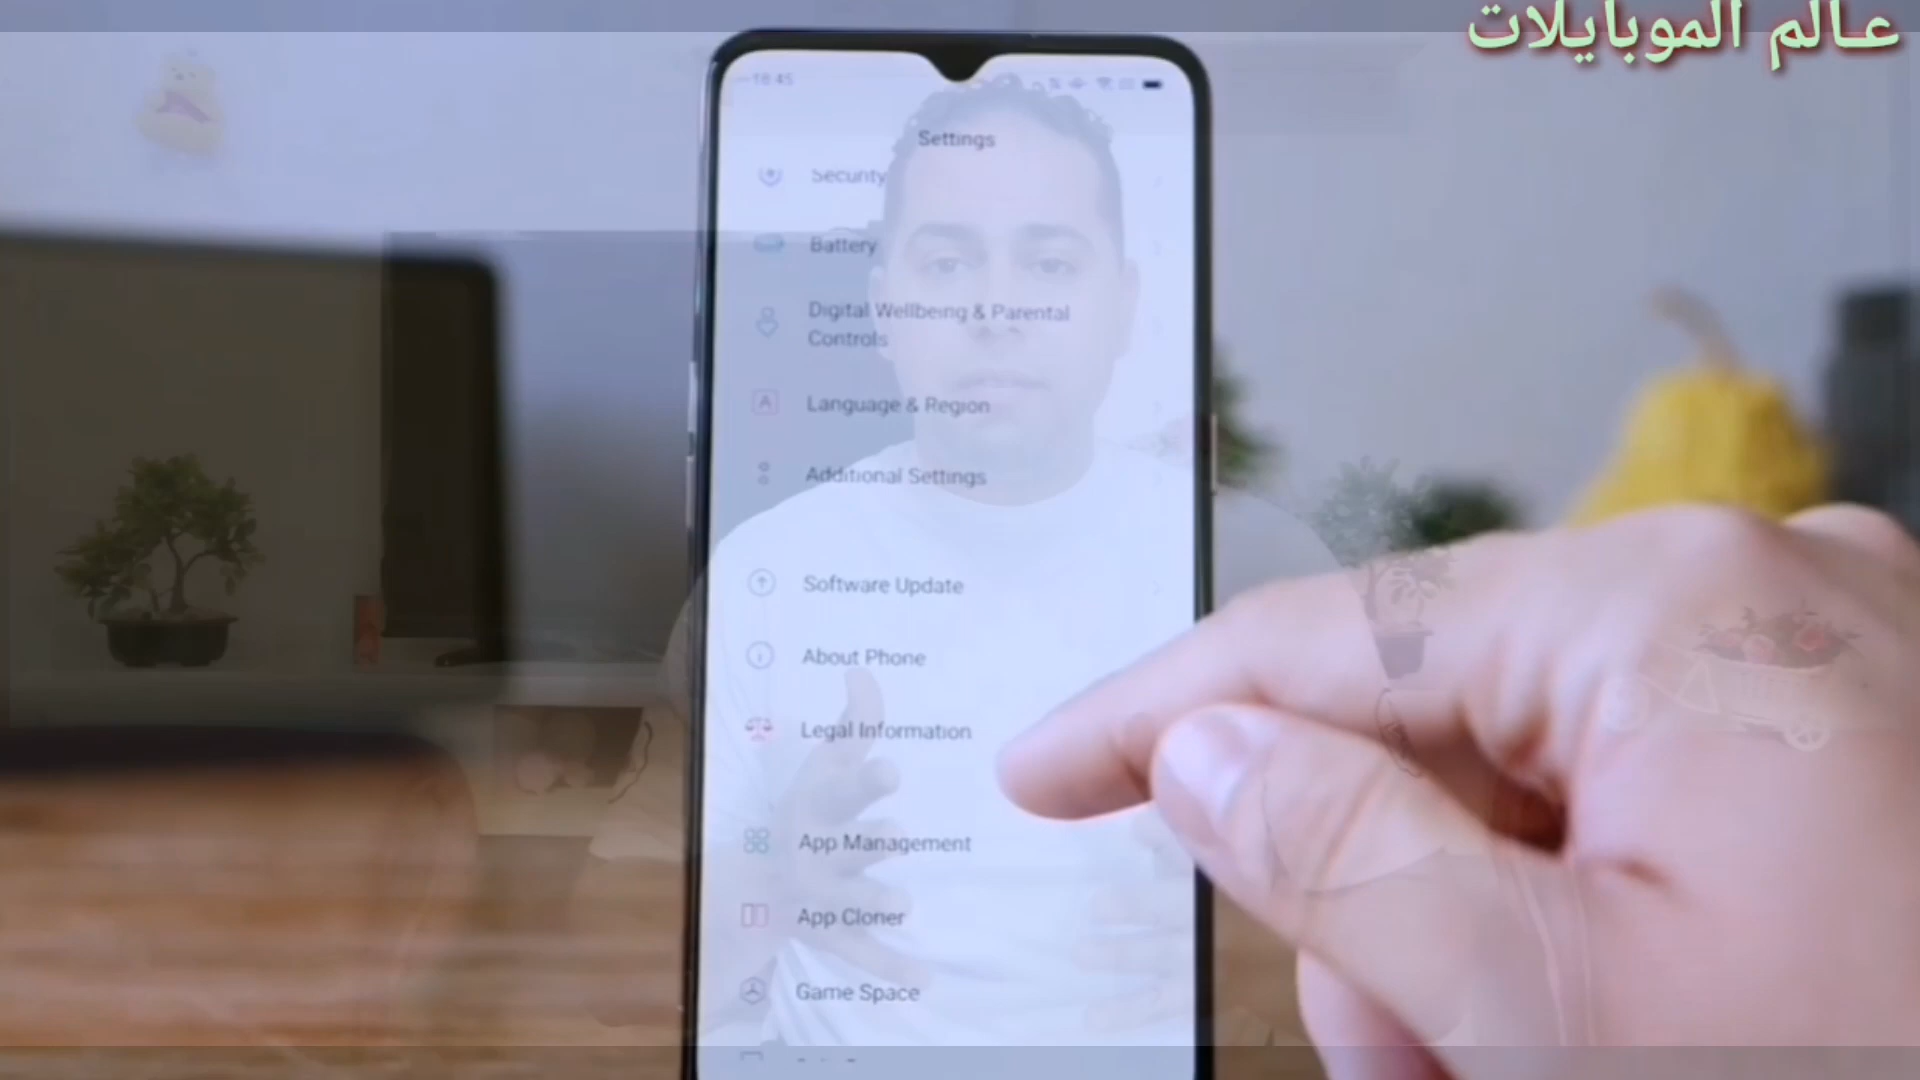 عالم الموبايلات
18:45
Settings
Security
Battery
Digital Wellbeing & Parental
Controls
Language & Region
Additional Settings
Software Update
About Phone
Legal Information
App Management
App Cloner
Game Space